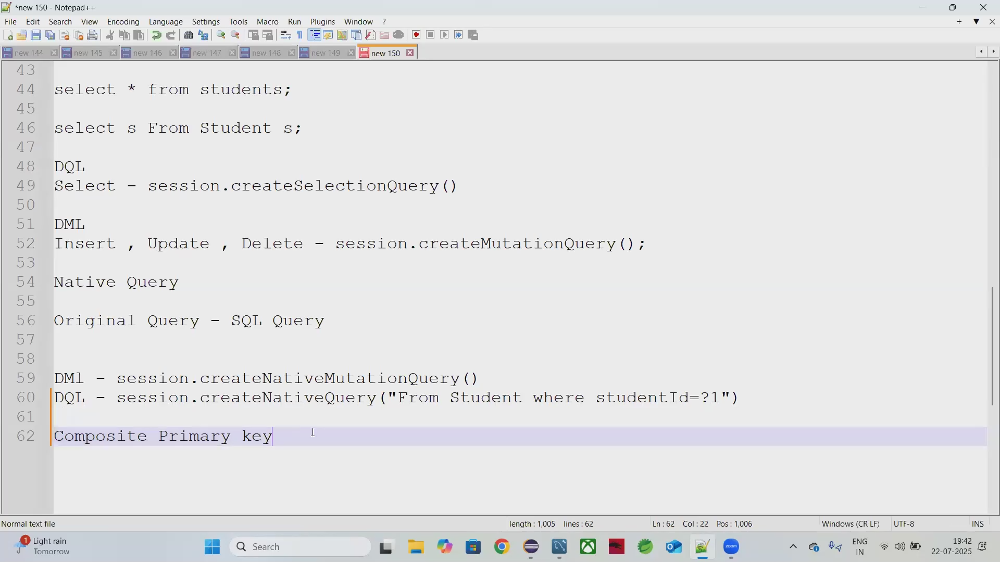 *new 150 - Notepad++
File Edit Search View Encoding Language Settings Tools Macro Run Plugins Window ?
new 144 new 145 new 146 new 147 new 148 new 149 new 150
43
44 select * from students;
45
46 select s From Student s;
47
48 DQL
49 Select - session.createSelectionQuery()
50
51 DML
52 Insert , Update , Delete - session.createMutationQuery();
53
54 Native Query
55
56 Original Query - SQL Query
57
58
59 DMl - session.createNativeMutationQuery()
60 DQL - session.createNativeQuery("From Student where studentId=?1")
61
62 Composite Primary key
Normal text file length : 1,005 lines : 62 Ln : 62 Col : 22 Pos : 1,006 Windows (CR LF) UTF-8 INS
1 Light rain
Tomorrow
Search
zoom
ENG
IN
19:42
22-07-2025